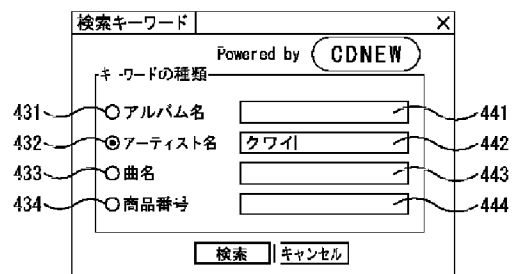 検索キーワード ×
Powered by CDNEW
キーワードの種類
431 アルバム名 441
432 アーティスト名 クワイ 442
433 曲名 443
434 商品番号 444
検索 キャンセル